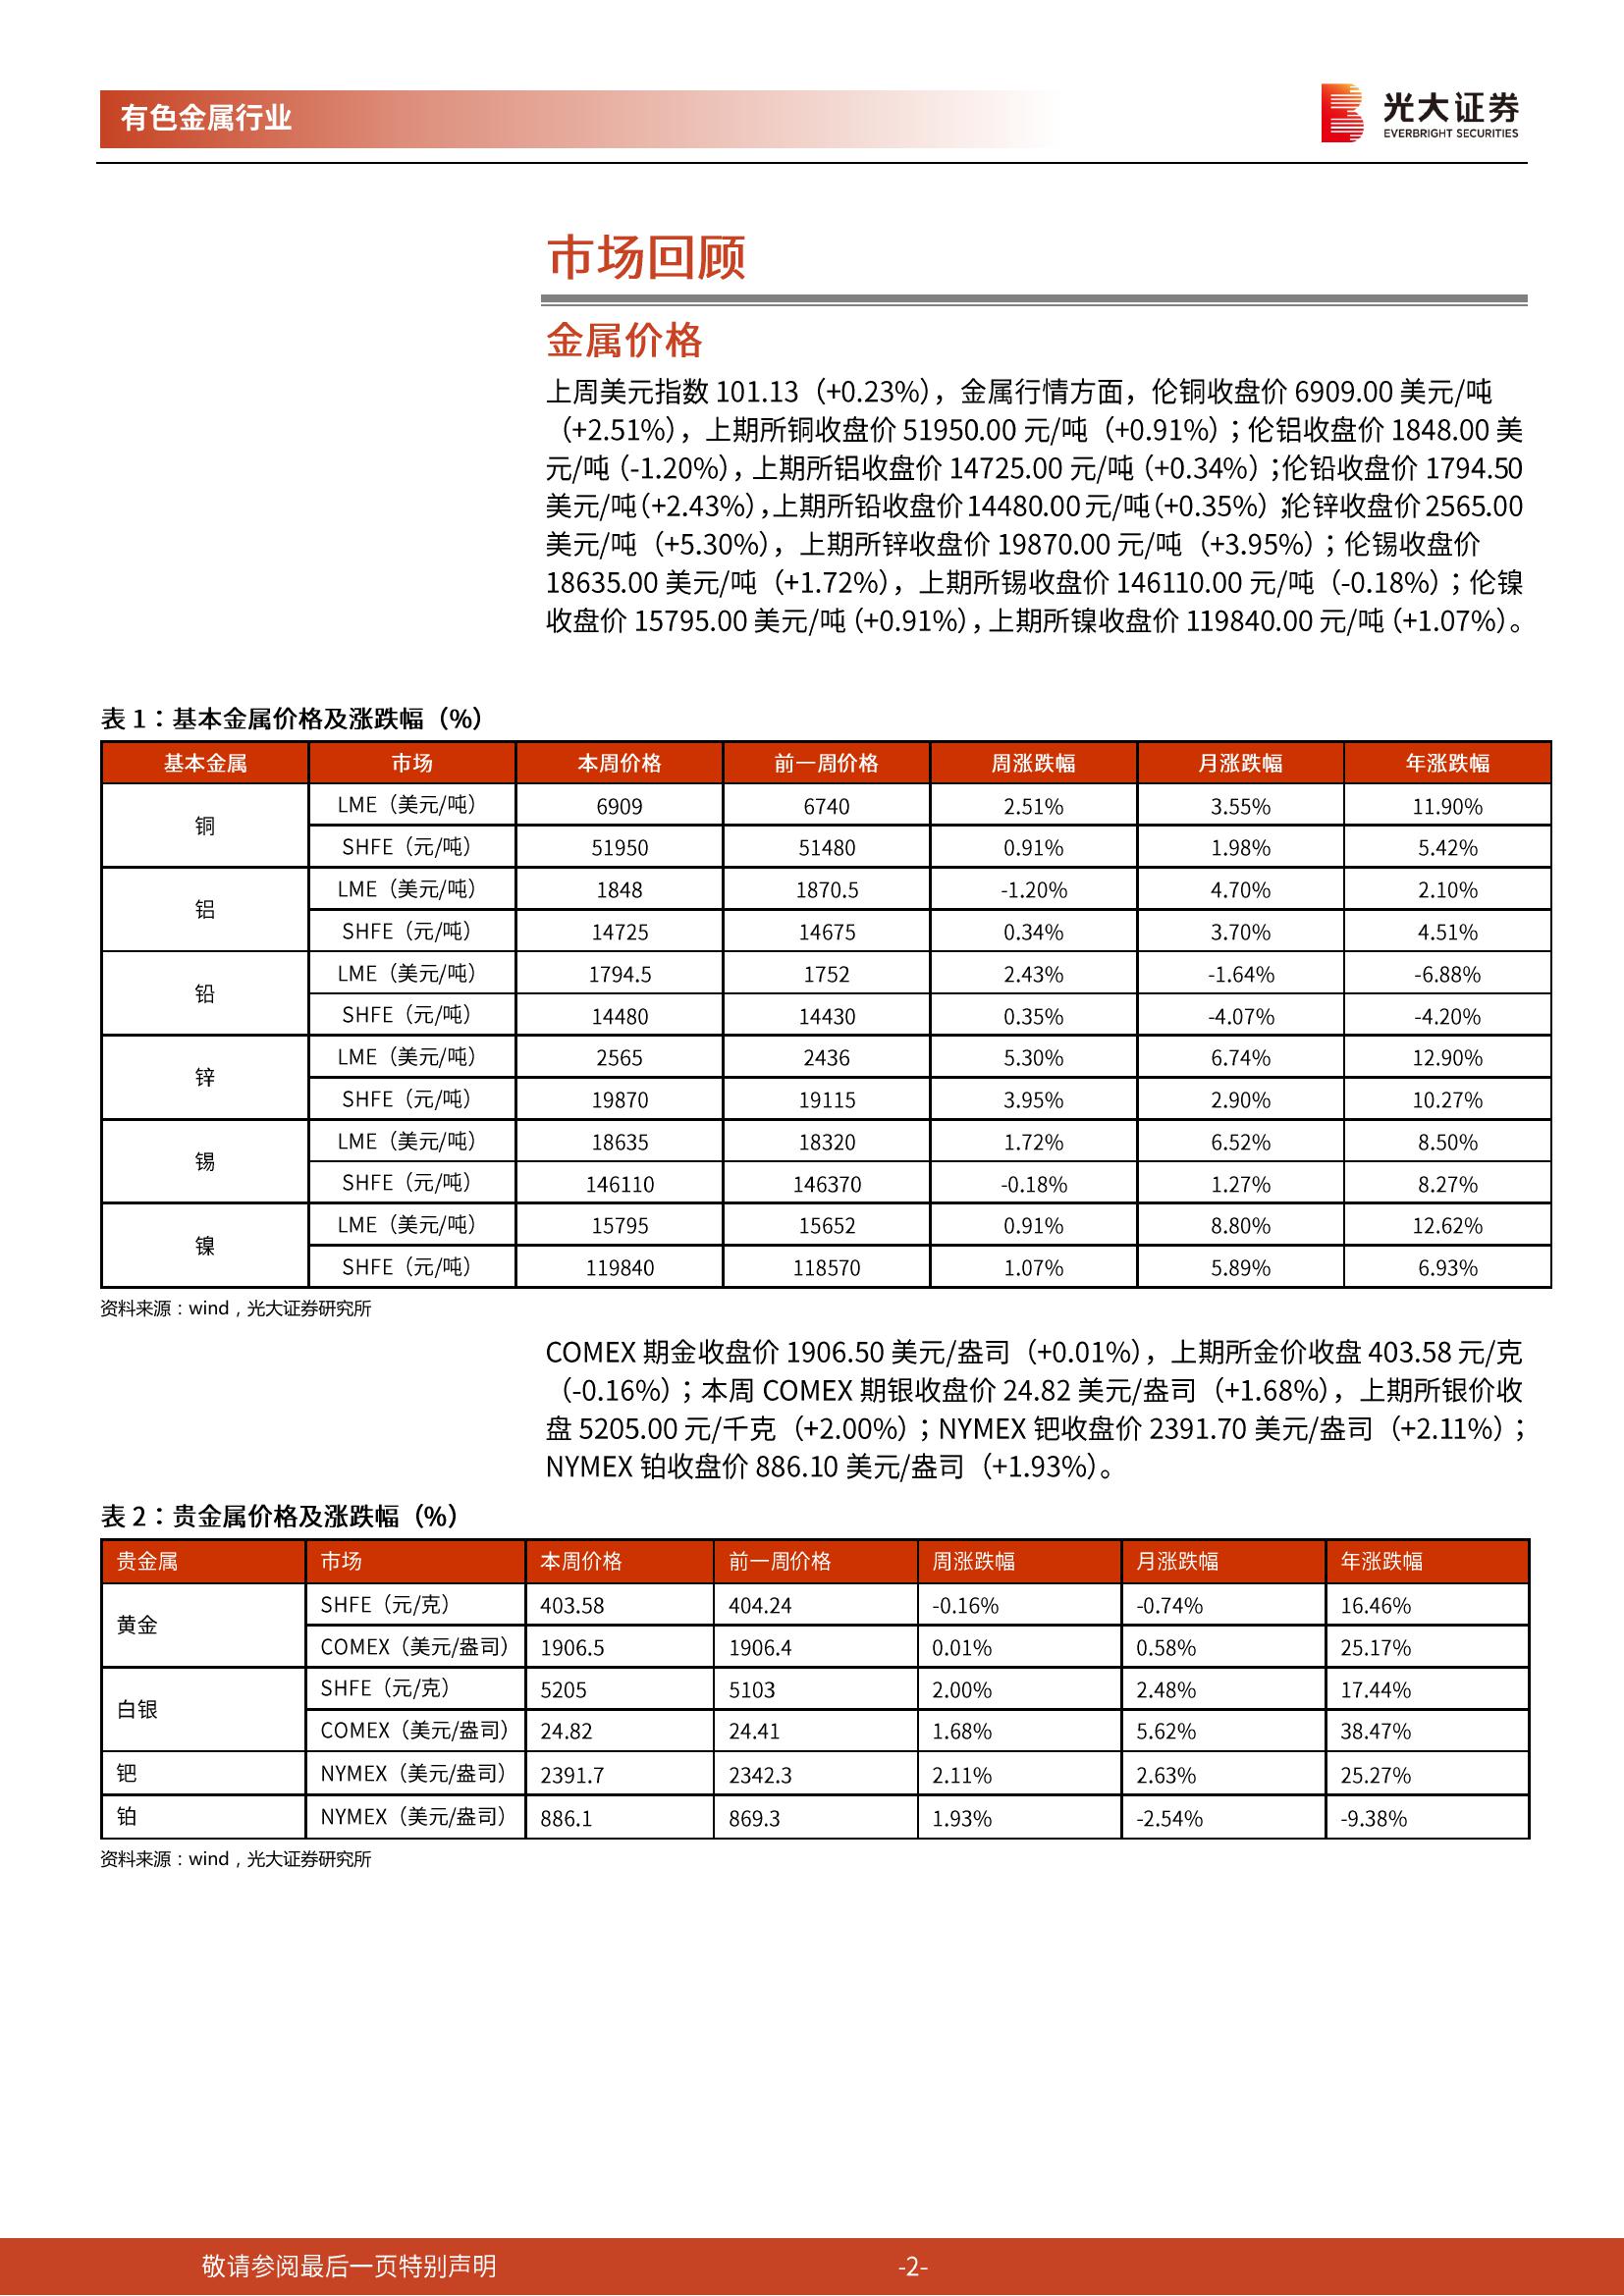 有色金属行业
光大证券
EVERBRIGHT SECURITIES
市场回顾
金属价格
上周美元指数 101.13（+0.23%），金属行情方面，伦铜收盘价 6909.00 美元/吨
（+2.51%），上期所铜收盘价 51950.00 元/吨（+0.91%）；伦铝收盘价 1848.00 美
元/吨（-1.20%），上期所铝收盘价 14725.00 元/吨（+0.34%）；伦铅收盘价 1794.50
美元/吨（+2.43%），上期所铅收盘价 14480.00 元/吨（+0.35%）；伦锌收盘价 2565.00
美元/吨（+5.30%），上期所锌收盘价 19870.00 元/吨（+3.95%）；伦锡收盘价
18635.00 美元/吨（+1.72%），上期所锡收盘价 146110.00 元/吨（-0.18%）；伦镍
收盘价 15795.00 美元/吨（+0.91%），上期所镍收盘价 119840.00 元/吨（+1.07%）。
表 1：基本金属价格及涨跌幅（%）
基本金属 市场 本周价格 前一周价格 周涨跌幅 月涨跌幅 年涨跌幅
铜 LME（美元/吨） 6909 6740 2.51% 3.55% 11.90%
SHFE（元/吨） 51950 51480 0.91% 1.98% 5.42%
铝 LME（美元/吨） 1848 1870.5 -1.20% 4.70% 2.10%
SHFE（元/吨） 14725 14675 0.34% 3.70% 4.51%
铅 LME（美元/吨） 1794.5 1752 2.43% -1.64% -6.88%
SHFE（元/吨） 14480 14430 0.35% -4.07% -4.20%
锌 LME（美元/吨） 2565 2436 5.30% 6.74% 12.90%
SHFE（元/吨） 19870 19115 3.95% 2.90% 10.27%
锡 LME（美元/吨） 18635 18320 1.72% 6.52% 8.50%
SHFE（元/吨） 146110 146370 -0.18% 1.27% 8.27%
镍 LME（美元/吨） 15795 15652 0.91% 8.80% 12.62%
SHFE（元/吨） 119840 118570 1.07% 5.89% 6.93%
资料来源：wind，光大证券研究所
COMEX 期金收盘价 1906.50 美元/盎司（+0.01%），上期所金价收盘 403.58 元/克
（-0.16%）；本周 COMEX 期银收盘价 24.82 美元/盎司（+1.68%），上期所银价收
盘 5205.00 元/千克（+2.00%）；NYMEX 钯收盘价 2391.70 美元/盎司（+2.11%）；
NYMEX 铂收盘价 886.10 美元/盎司（+1.93%）。
表 2：贵金属价格及涨跌幅（%）
贵金属 市场 本周价格 前一周价格 周涨跌幅 月涨跌幅 年涨跌幅
黄金 SHFE（元/克） 403.58 404.24 -0.16% -0.74% 16.46%
COMEX（美元/盎司） 1906.5 1906.4 0.01% 0.58% 25.17%
白银 SHFE（元/克） 5205 5103 2.00% 2.48% 17.44%
COMEX（美元/盎司） 24.82 24.41 1.68% 5.62% 38.47%
钯 NYMEX（美元/盎司） 2391.7 2342.3 2.11% 2.63% 25.27%
铂 NYMEX（美元/盎司） 886.1 869.3 1.93% -2.54% -9.38%
资料来源：wind，光大证券研究所
敬请参阅最后一页特别声明 -2-